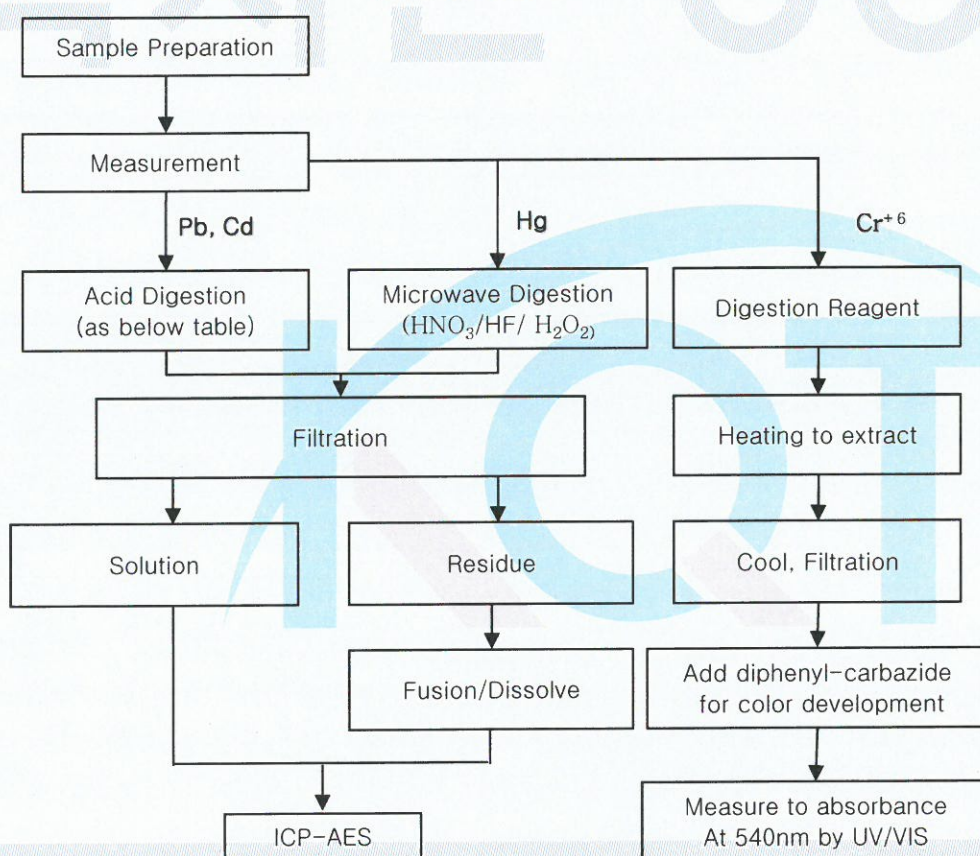 Sample Preparation
Measurement
Pb, Cd
Hg
Cr⁺⁶
Acid Digestion
(as below table)
Microwave Digestion
(HNO₃/HF/ H₂O₂)
Digestion Reagent
Filtration
Heating to extract
Solution
Residue
Cool, Filtration
Fusion/Dissolve
Add diphenyl-carbazide
for color development
ICP-AES
Measure to absorbance
At 540nm by UV/VIS